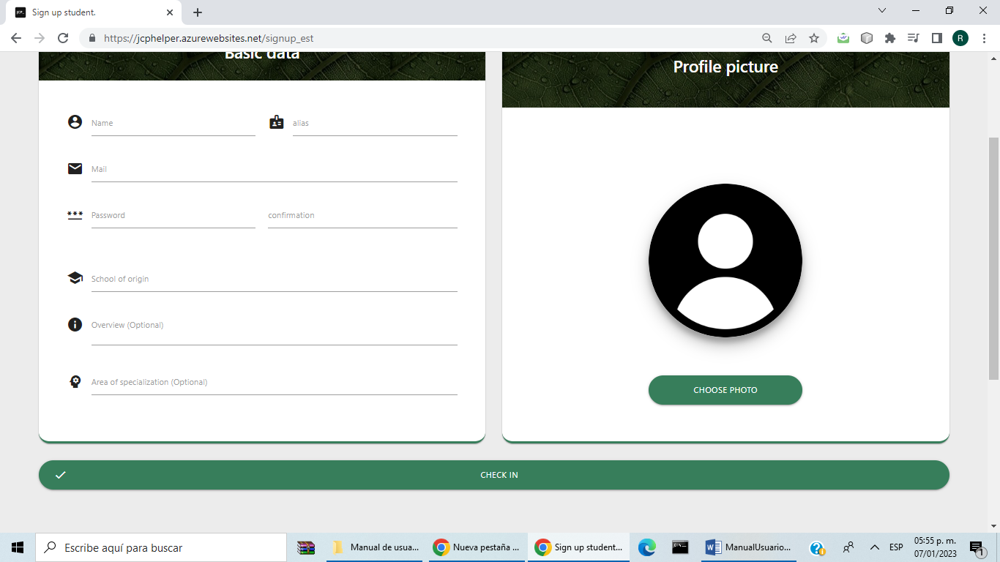 Sign up student.
https://jcphelper.azurewebsites.net/signup_est
R
Basic data
Name
alias
Mail
***
Password
confirmation
School of origin
Overview (Optional)
Area of specialization (Optional)
Profile picture
CHOOSE PHOTO
CHECK IN
Escribe aquí para buscar
Manual de usua...
Nueva pestaña ...
Sign up student...
ManualUsuario...
ESP
05:55 p. m.
07/01/2023
1